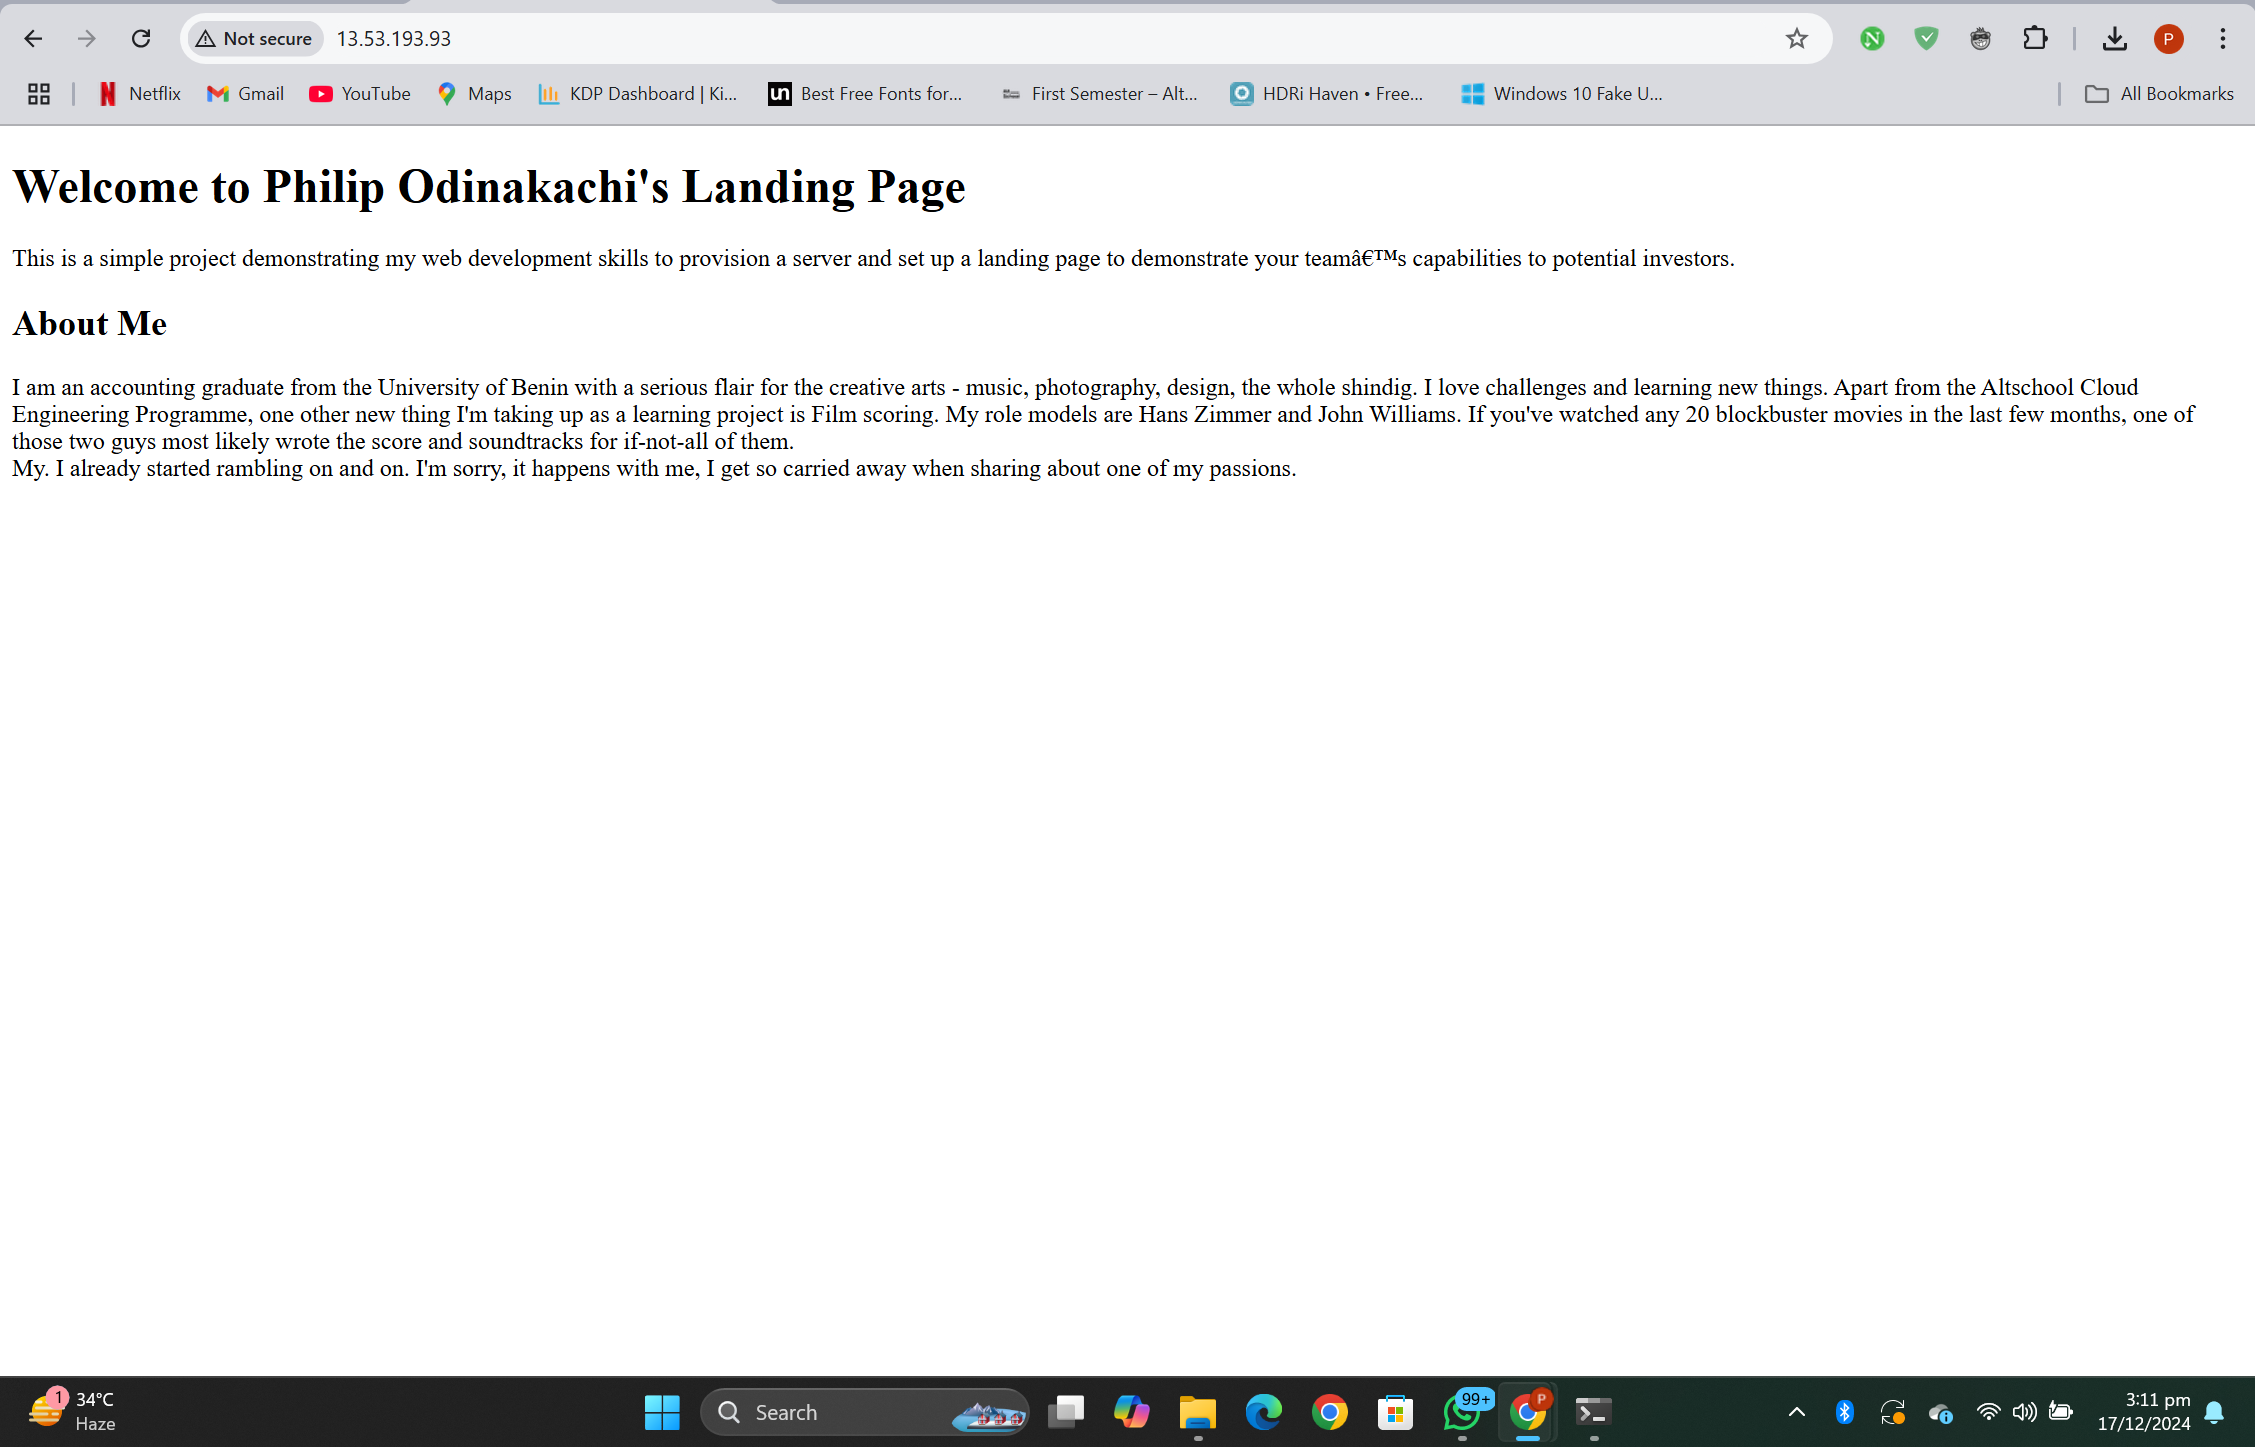 Not secure 13.53.193.93
Netflix Gmail YouTube Maps KDP Dashboard | Ki... un Best Free Fonts for... First Semester – Alt... HDRi Haven • Free... Windows 10 Fake U... All Bookmarks
Welcome to Philip Odinakachi's Landing Page
This is a simple project demonstrating my web development skills to provision a server and set up a landing page to demonstrate your teamâ€™s capabilities to potential investors.
About Me
I am an accounting graduate from the University of Benin with a serious flair for the creative arts - music, photography, design, the whole shindig. I love challenges and learning new things. Apart from the Altschool Cloud
Engineering Programme, one other new thing I'm taking up as a learning project is Film scoring. My role models are Hans Zimmer and John Williams. If you've watched any 20 blockbuster movies in the last few months, one of
those two guys most likely wrote the score and soundtracks for if-not-all of them.
My. I already started rambling on and on. I'm sorry, it happens with me, I get so carried away when sharing about one of my passions.
1 34°C
Haze
Search
99+
P
3:11 pm
17/12/2024